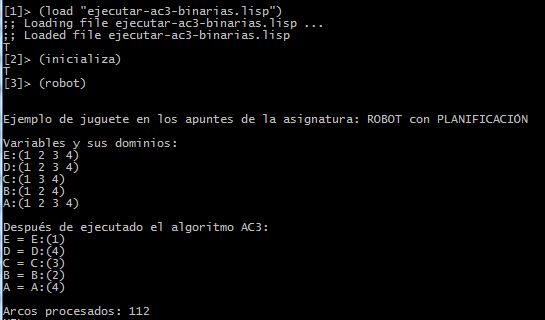 [1]> (load "ejecutar-ac3-binarias.lisp")
;; Loading file ejecutar-ac3-binarias.lisp ...
;; Loaded file ejecutar-ac3-binarias.lisp
T
[2]> (inicializa)
T
[3]> (robot)
Ejemplo de juguete en los apuntes de la asignatura: ROBOT con PLANIFICACIÓN
Variables y sus dominios:
E:(1 2 3 4)
D:(1 2 3 4)
C:(1 3 4)
B:(1 2 4)
A:(1 2 3 4)
Después de ejecutado el algoritmo AC3:
E = E:(1)
D = D:(4)
C = C:(3)
B = B:(2)
A = A:(4)
Arcos procesados: 112